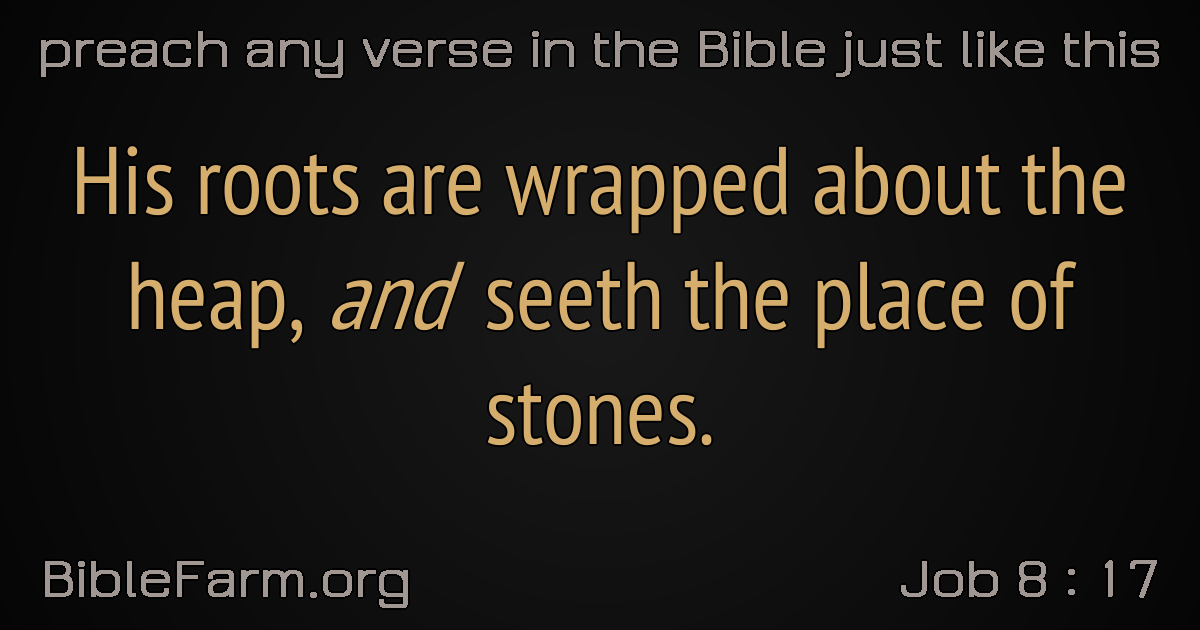 preach any verse in the Bible just like this
His roots are wrapped about the
heap, and seeth the place of
stones.
BibleFarm.org
Job 8 : 17